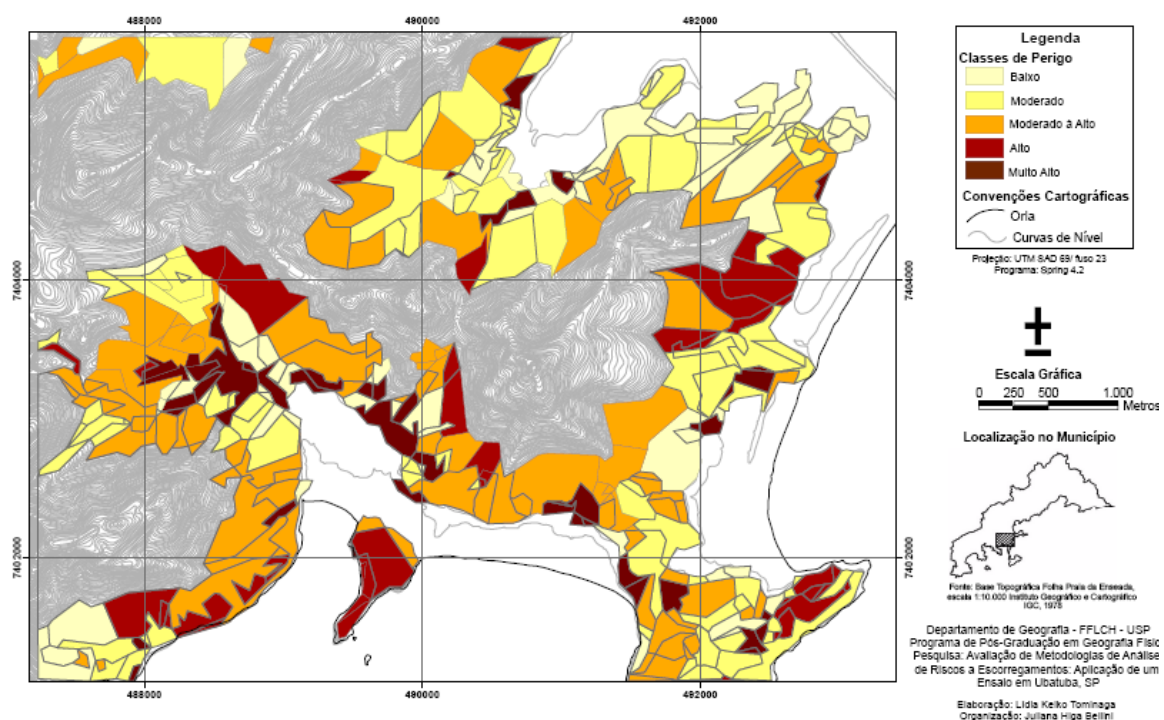 488000
490000
492000
7404000
7402000
7404000
7402000
488000
490000
492000
Legenda
Classes de Perigo
Baixo
Moderado
Moderado à Alto
Alto
Muito Alto
Convenções Cartográficas
Orla
Curvas de Nível
Projeção: UTM SAD 69/ fuso 23
Programa: Spring 4.2
Escala Gráfica
0 250 500 1.000
Metros
Localização no Município
Fonte: Base Topográfica Folha Praia da Enseada,
escala 1:10.000 Instituto Geográfico e Cartográfico
IGC, 1978
Departamento de Geografia - FFLCH - USP
Programa de Pós-Graduação em Geografia Físic
Pesquisa: Avaliação de Metodologias de Análise
de Riscos a Escorregamentos: Aplicação de um
Ensaio em Ubatuba, SP
Elaboração: Lidia Keiko Tominaga
Organização: Juliana Higa Bellini